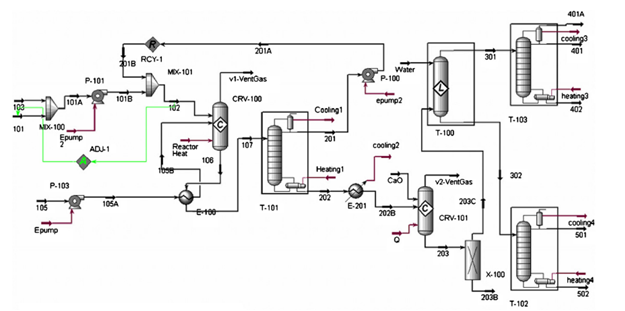 401A
cooling3
401
heating3
402
T-103
RCY-1
201B
201A
MIX-101
v1-VentGas
CRV-100
P-100
epump2
Water
301
T-100
P-101
101A
101B
102
103
101
MIX-100
Epump
2
ADJ-1
Reactor
Heat
105B
106
107
Cooling1
201
Heating1
202
T-101
cooling2
CaO
E-201
202B
v2-VentGas
203C
CRV-101
Q
203
X-100
203B
302
P-103
105
105A
Epump
E-100
cooling4
501
heating4
502
T-102